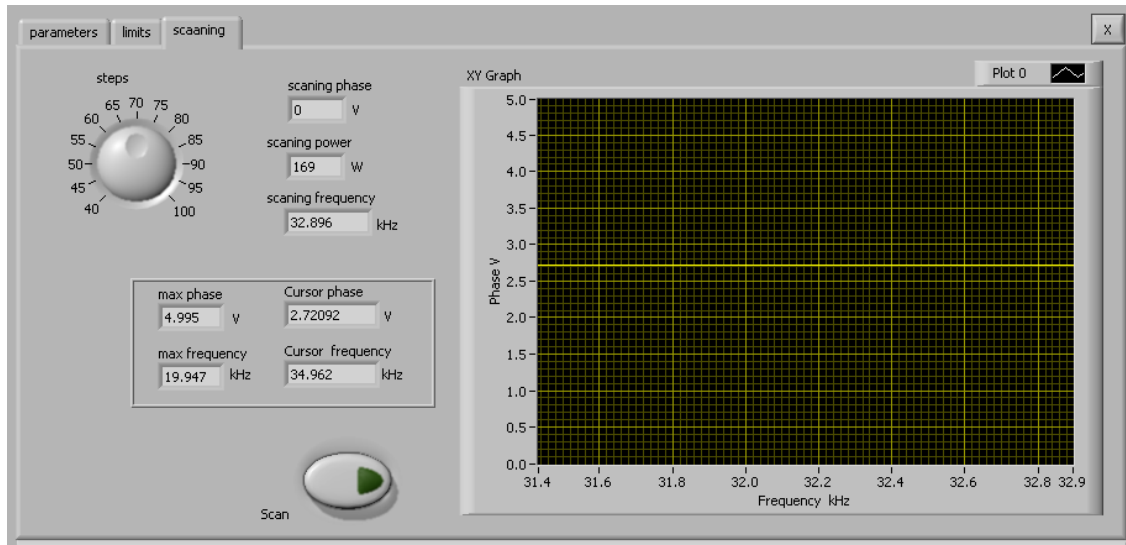 parameters
limits
scaaning
X
steps
40
45
50
55
60
65
70
75
80
85
90
95
100
scaning phase
0 V
scaning power
169 W
scaning frequency
32.896 kHz
max phase
4.995 V
max frequency
19.947 kHz
Cursor phase
2.72092 V
Cursor frequency
34.962 kHz
Scan
XY Graph
Plot 0
Phase V
5.0
4.5
4.0
3.5
3.0
2.5
2.0
1.5
1.0
0.5
0.0
31.4 31.6 31.8 32.0 32.2 32.4 32.6 32.8 32.9
Frequency kHz